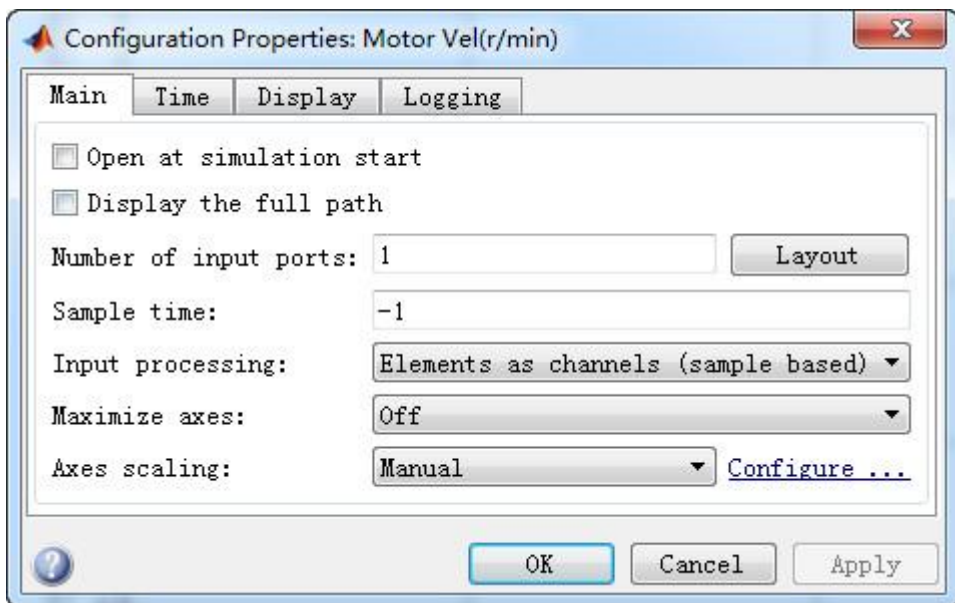 Configuration Properties: Motor Vel(r/min)
Main Time Display Logging
Open at simulation start
Display the full path
Number of input ports: 1 Layout
Sample time: -1
Input processing: Elements as channels (sample based)
Maximize axes: Off
Axes scaling: Manual Configure ...
OK Cancel Apply